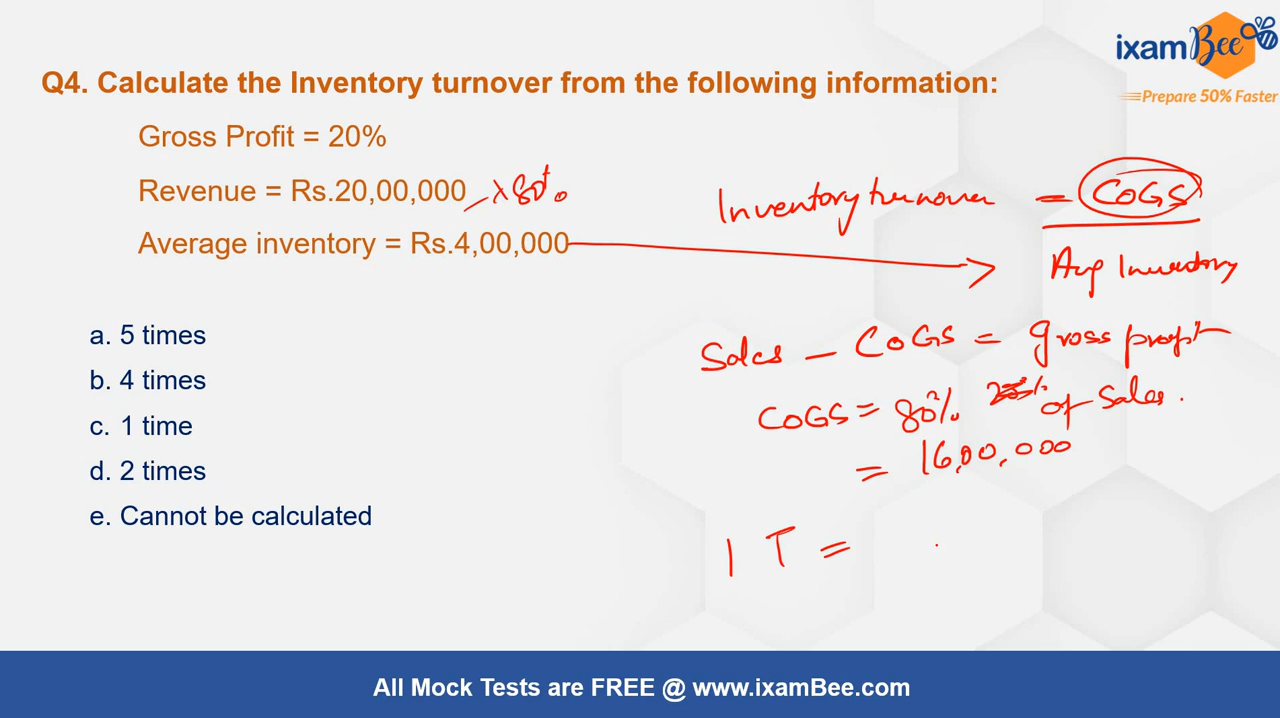 ixamBee
Prepare 50% Faster
Q4. Calculate the Inventory turnover from the following information:
Gross Profit = 20%
Revenue = Rs.20,00,000 × 80%
Average inventory = Rs.4,00,000
Inventory turnover = COGS
Avg Inventory
a. 5 times
b. 4 times
c. 1 time
d. 2 times
e. Cannot be calculated
Sales - COGS = gross profit
COGS = 80% of sales.
= 16,00,000
IT =
All Mock Tests are FREE @ www.ixamBee.com